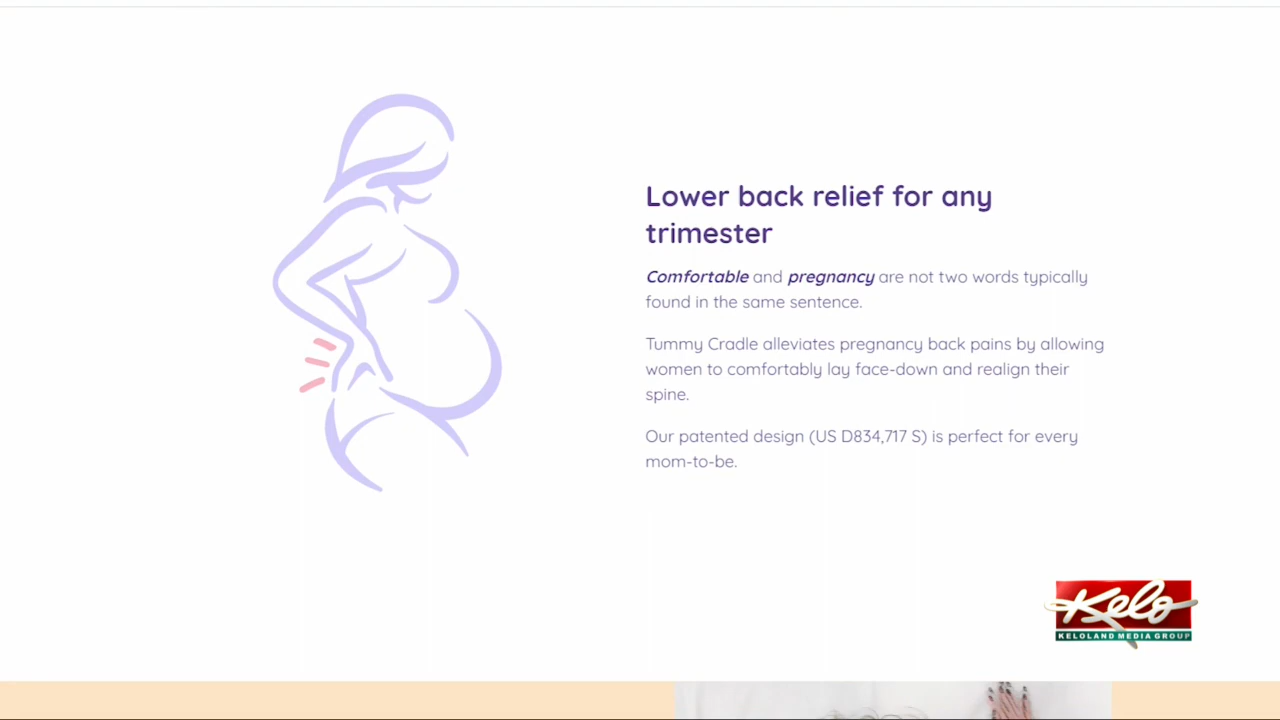 Lower back relief for any
trimester
Comfortable and pregnancy are not two words typically
found in the same sentence.
Tummy Cradle alleviates pregnancy back pains by allowing
women to comfortably lay face-down and realign their
spine.
Our patented design (US D834,717 S) is perfect for every
mom-to-be.
Kelo
KELOLAND MEDIA GROUP